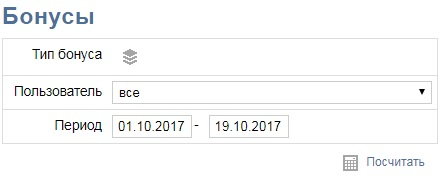 Бонусы
Тип бонуса
Пользователь все
Период 01.10.2017 - 19.10.2017
Посчитать